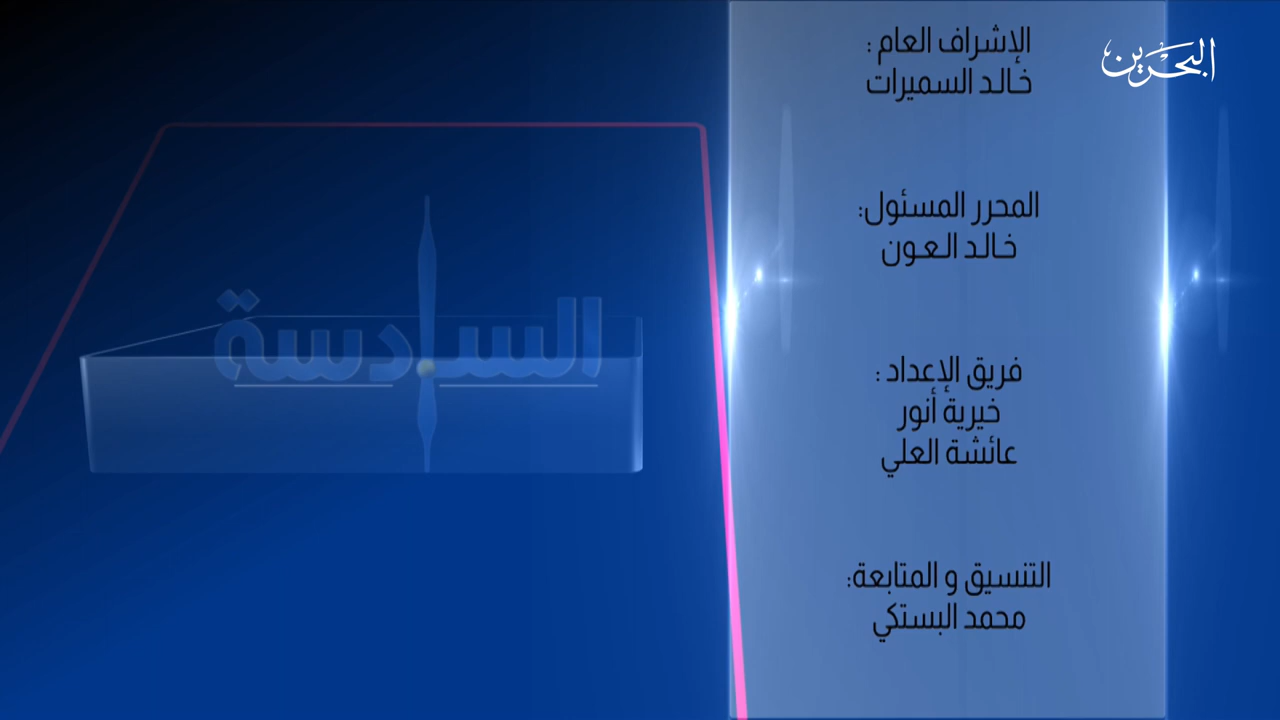 البحرين
الإشراف العام :
خالد السميرات
المحرر المسئول:
خالد العون
فريق الإعداد :
خيرية أنور
عائشة العلي
التنسيق و المتابعة:
محمد البستكي
السادسة